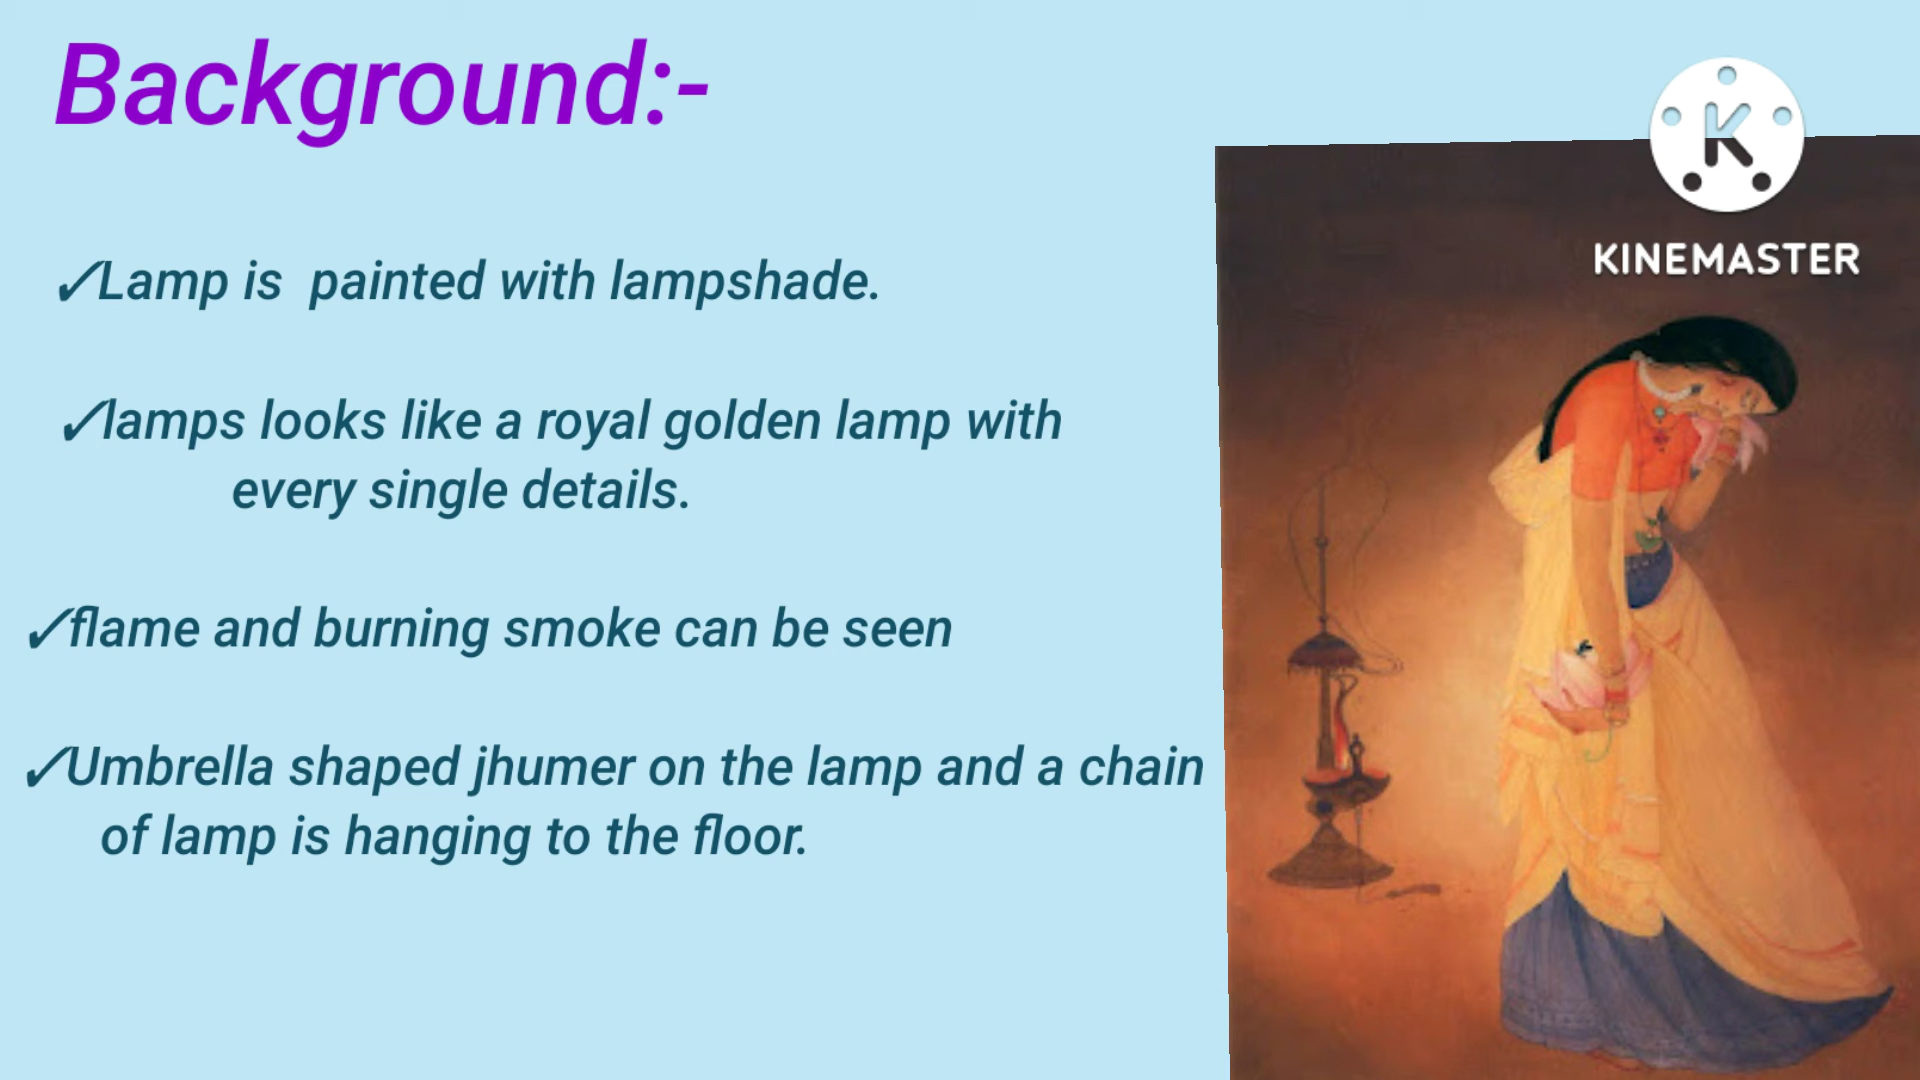 Background:-
✓Lamp is painted with lampshade.
✓lamps looks like a royal golden lamp with
every single details.
✓flame and burning smoke can be seen
✓Umbrella shaped jhumer on the lamp and a chain
of lamp is hanging to the floor.
K
KINEMASTER